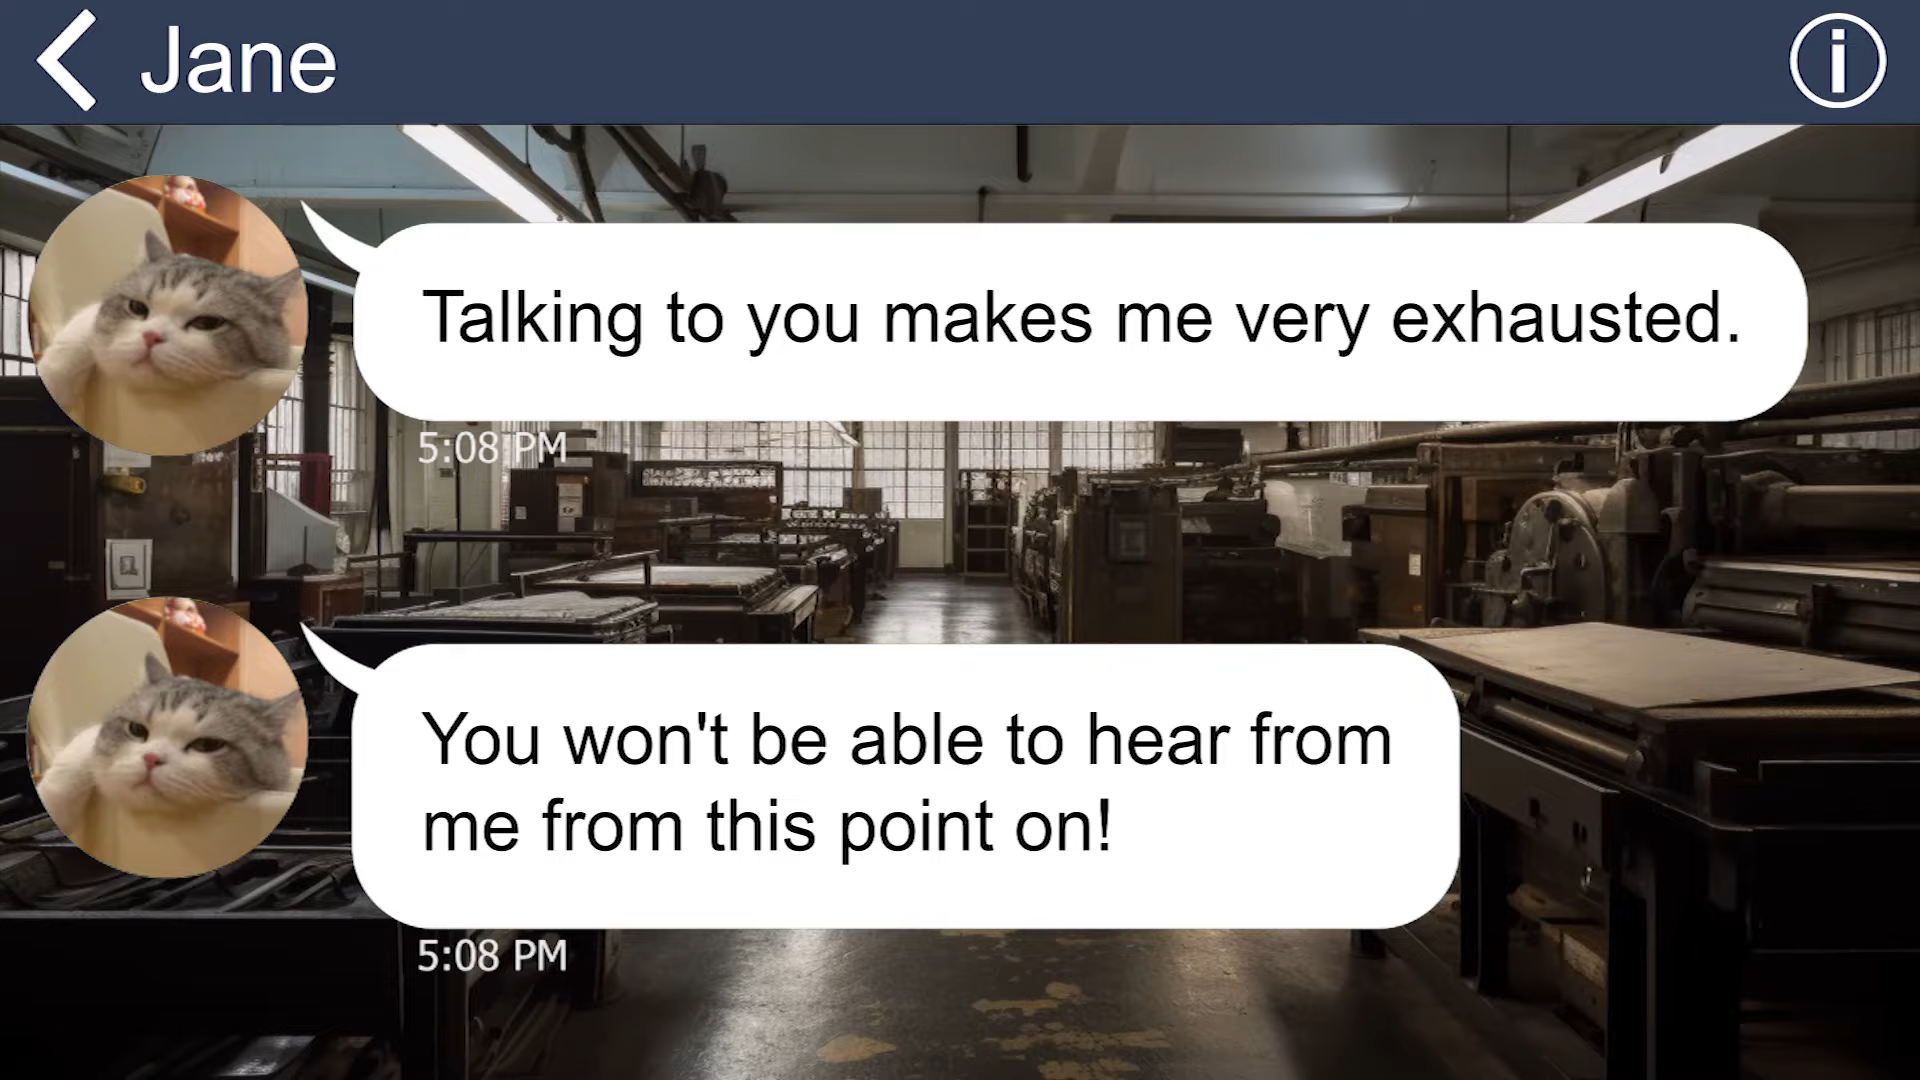 Jane
Talking to you makes me very exhausted.
5:08 PM
You won't be able to hear from
me from this point on!
5:08 PM